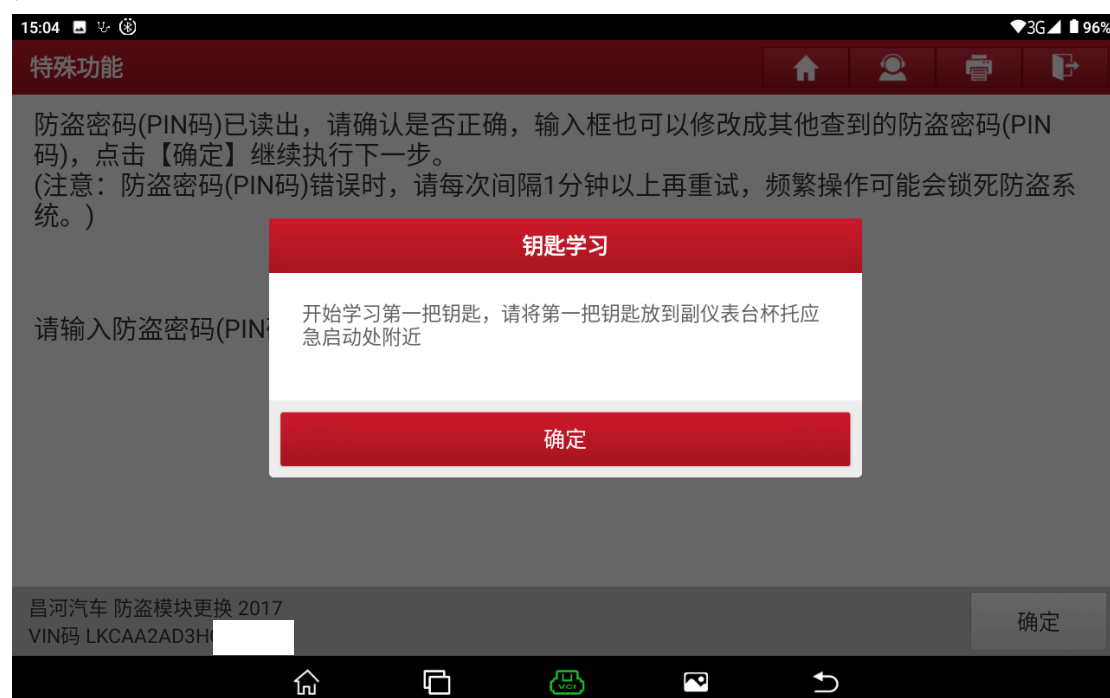 15:04
3G
96%
特殊功能
防盗密码(PIN码)已读出，请确认是否正确，输入框也可以修改成其他查到的防盗密码(PIN
码)，点击【确定】继续执行下一步。
(注意：防盗密码(PIN码)错误时，请每次间隔1分钟以上再重试，频繁操作可能会锁死防盗系
统。)
钥匙学习
开始学习第一把钥匙，请将第一把钥匙放到副仪表台杯托应
急启动处附近
请输入防盗密码(PIN
确定
昌河汽车 防盗模块更换 2017
VIN码 LKCAA2AD3H
确定
VCI